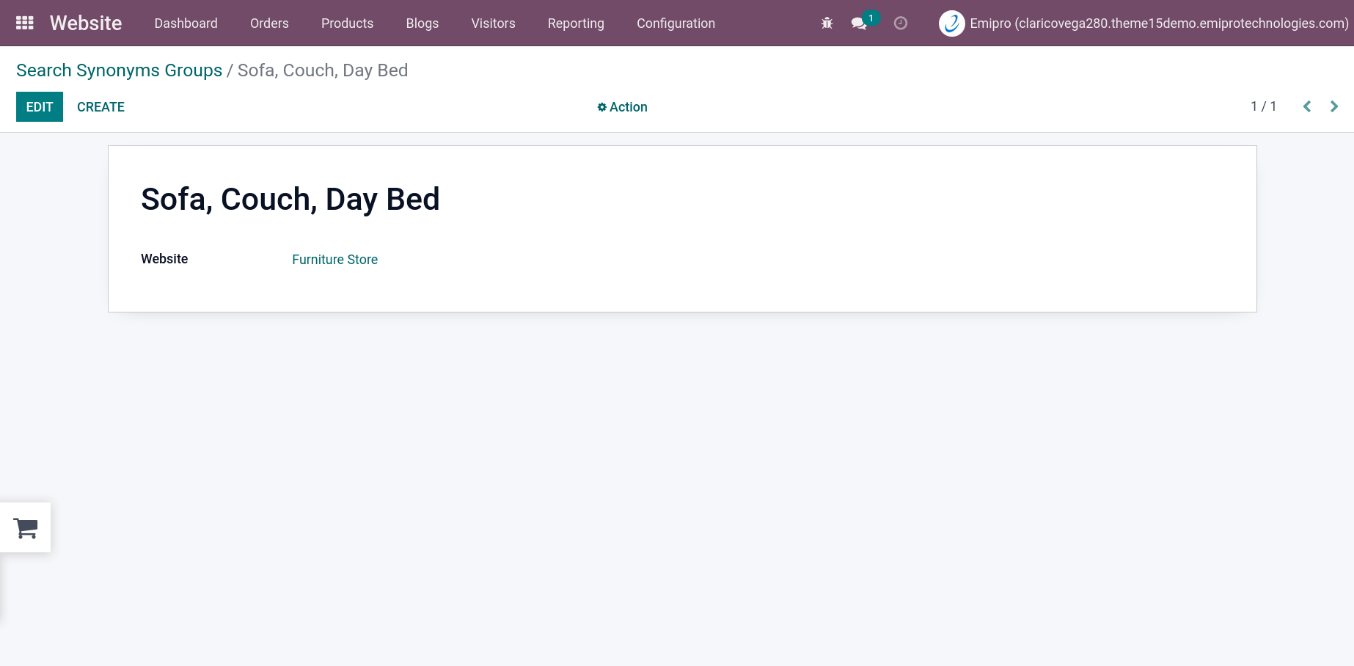 Website Dashboard Orders Products Blogs Visitors Reporting Configuration 1 Emipro (claricovega280.theme15demo.emiprotechnologies.com)
Search Synonyms Groups / Sofa, Couch, Day Bed
EDIT CREATE Action 1 / 1
Sofa, Couch, Day Bed
Website Furniture Store